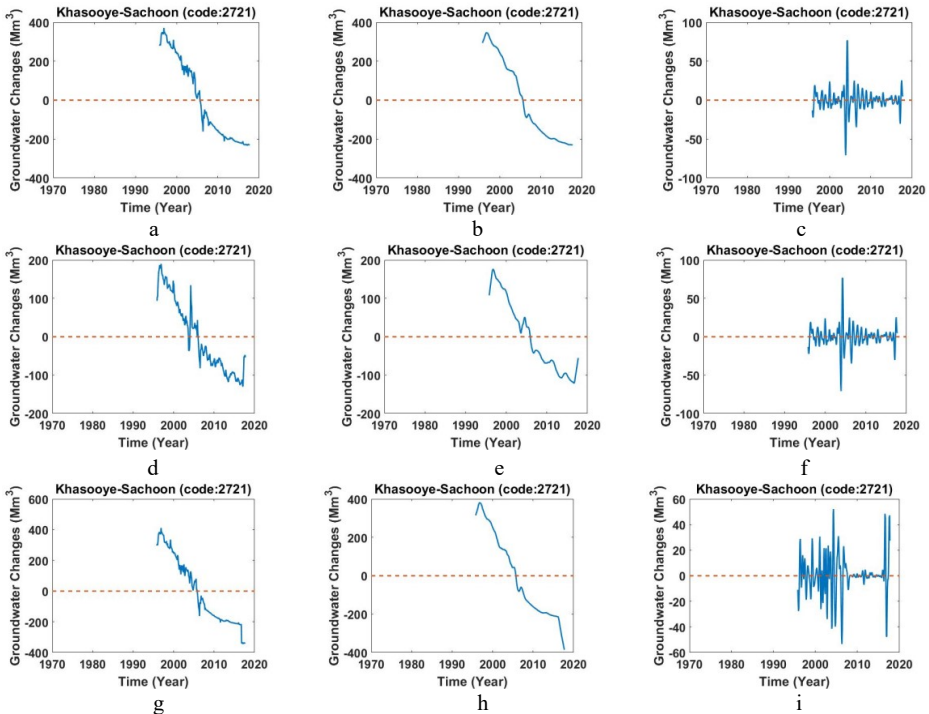 Khasooye-Sachoon (code:2721)
Groundwater Changes (Mm³)
400
200
0
-200
-400
1970 1980 1990 2000 2010 2020
Time (Year)
a
Khasooye-Sachoon (code:2721)
Groundwater Changes (Mm³)
400
200
0
-200
-400
1970 1980 1990 2000 2010 2020
Time (Year)
b
Khasooye-Sachoon (code:2721)
Groundwater Changes (Mm³)
100
50
0
-50
-100
1970 1980 1990 2000 2010 2020
Time (Year)
c
Khasooye-Sachoon (code:2721)
Groundwater Changes (Mm³)
200
100
0
-100
-200
1970 1980 1990 2000 2010 2020
Time (Year)
d
Khasooye-Sachoon (code:2721)
Groundwater Changes (Mm³)
200
100
0
-100
-200
1970 1980 1990 2000 2010 2020
Time (Year)
e
Khasooye-Sachoon (code:2721)
Groundwater Changes (Mm³)
100
50
0
-50
-100
1970 1980 1990 2000 2010 2020
Time (Year)
f
Khasooye-Sachoon (code:2721)
Groundwater Changes (Mm³)
600
400
200
0
-200
-400
1970 1980 1990 2000 2010 2020
Time (Year)
g
Khasooye-Sachoon (code:2721)
Groundwater Changes (Mm³)
400
200
0
-200
-400
1970 1980 1990 2000 2010 2020
Time (Year)
h
Khasooye-Sachoon (code:2721)
Groundwater Changes (Mm³)
60
40
20
0
-20
-40
-60
1970 1980 1990 2000 2010 2020
Time (Year)
i